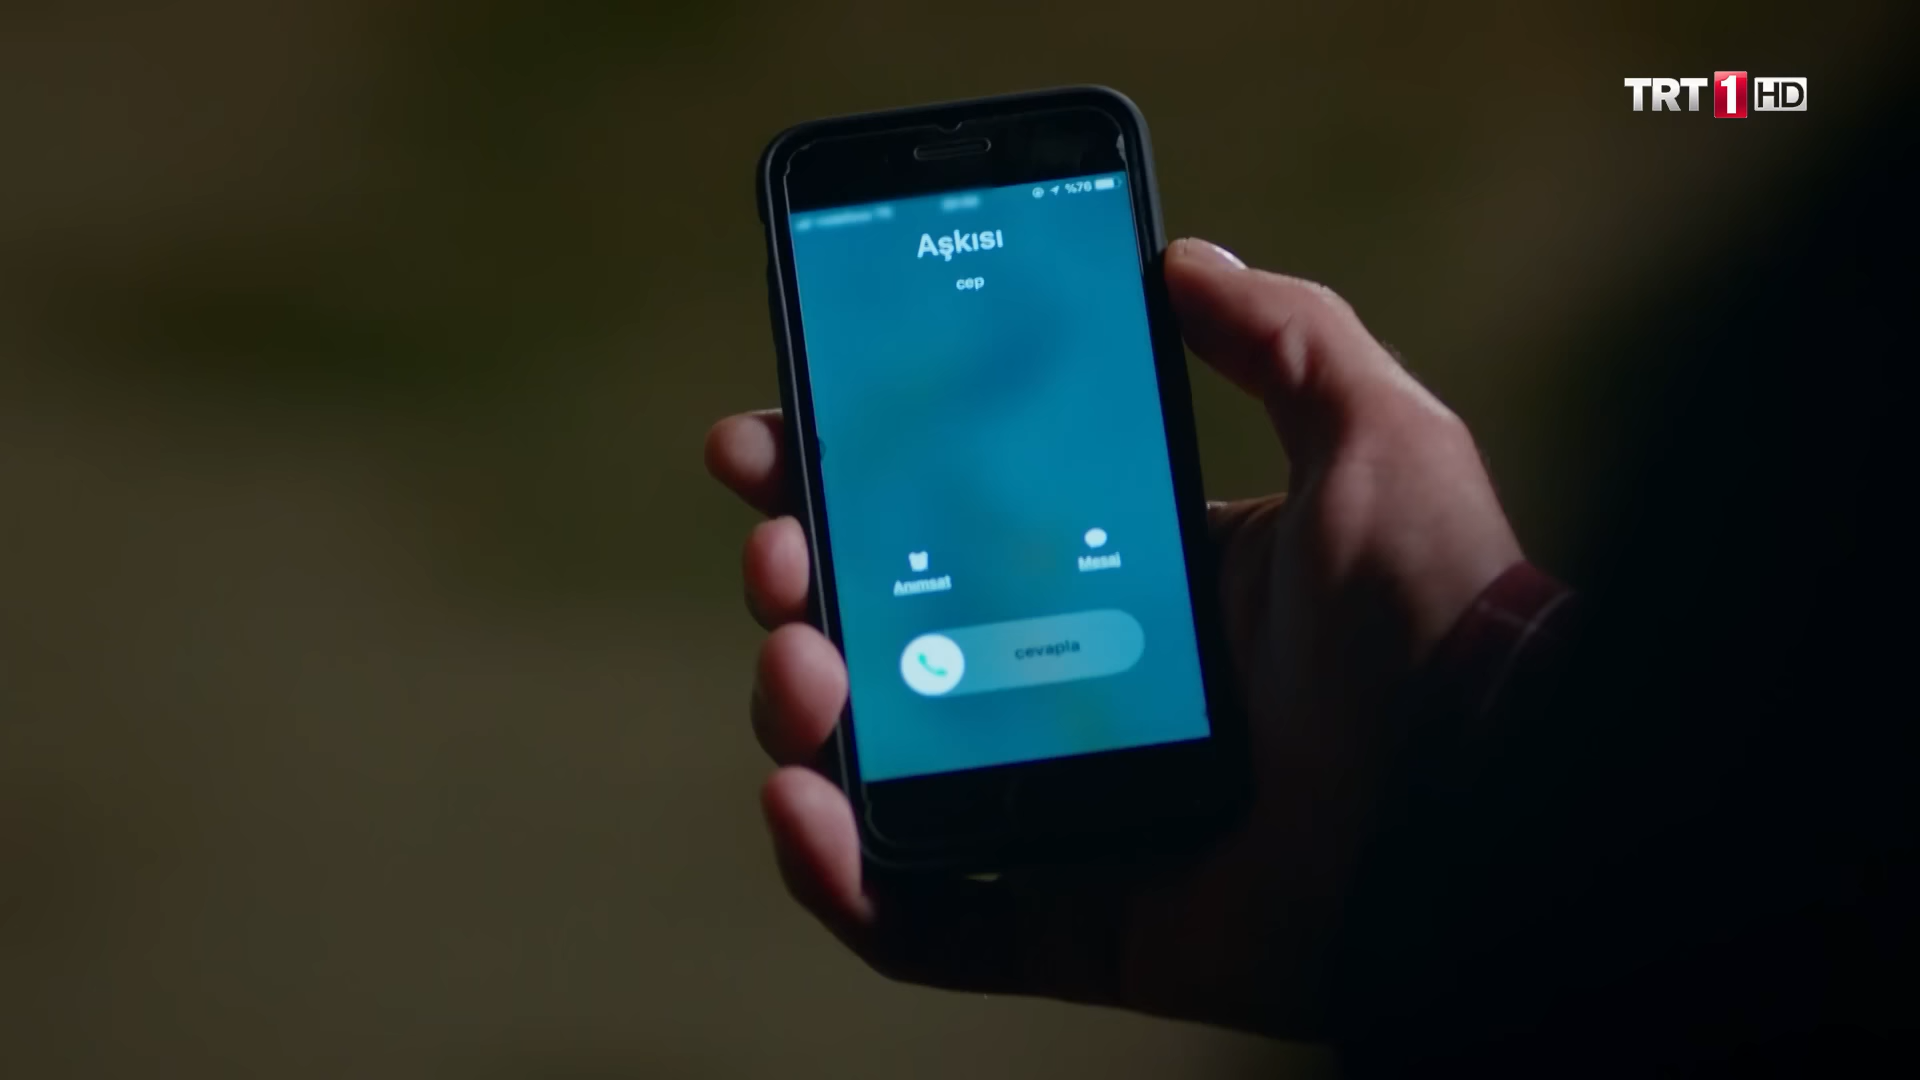 TRT 1 HD
%76
Aşkısı
cep
Anımsat
Mesaj
cevapla